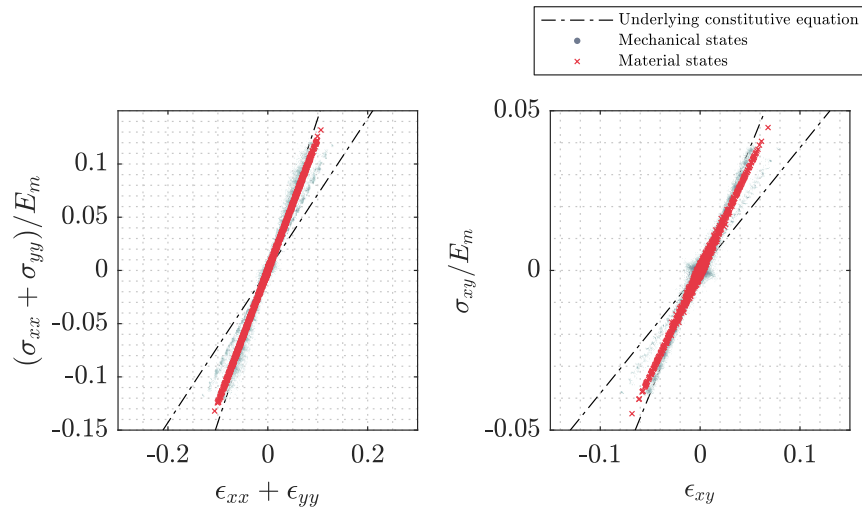 Underlying constitutive equation
Mechanical states
Material states
0.1
0.05
0
-0.05
-0.1
-0.15
-0.2
0
0.2
(σxx + σyy)/Em
ϵxx + ϵyy
0.05
0
-0.05
-0.1
0
0.1
σxy/Em
ϵxy